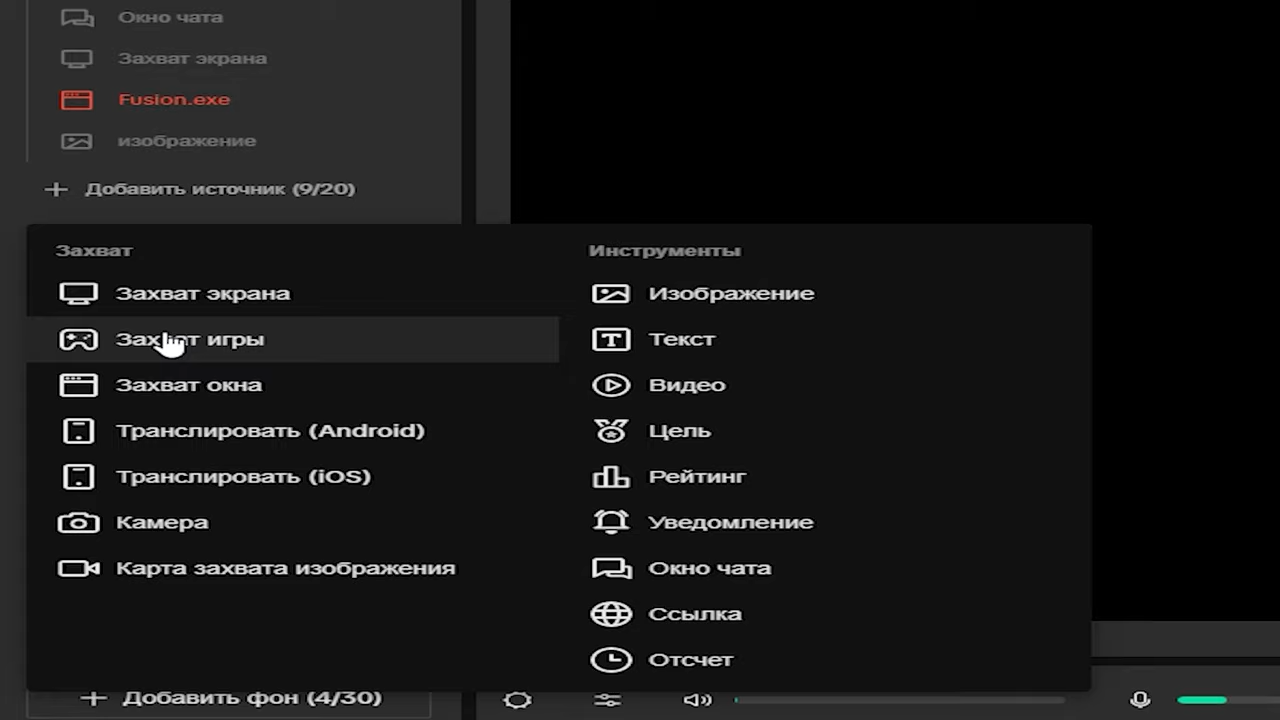 Окно чата
Захват экрана
Fusion.exe
изображение
Добавить источник (9/20)
Захват
Захват экрана
Захват игры
Захват окна
Транслировать (Android)
Транслировать (iOS)
Камера
Карта захвата изображения
Инструменты
Изображение
Текст
Видео
Цель
Рейтинг
Уведомление
Окно чата
Ссылка
Отсчет
Добавить фон (4/30)